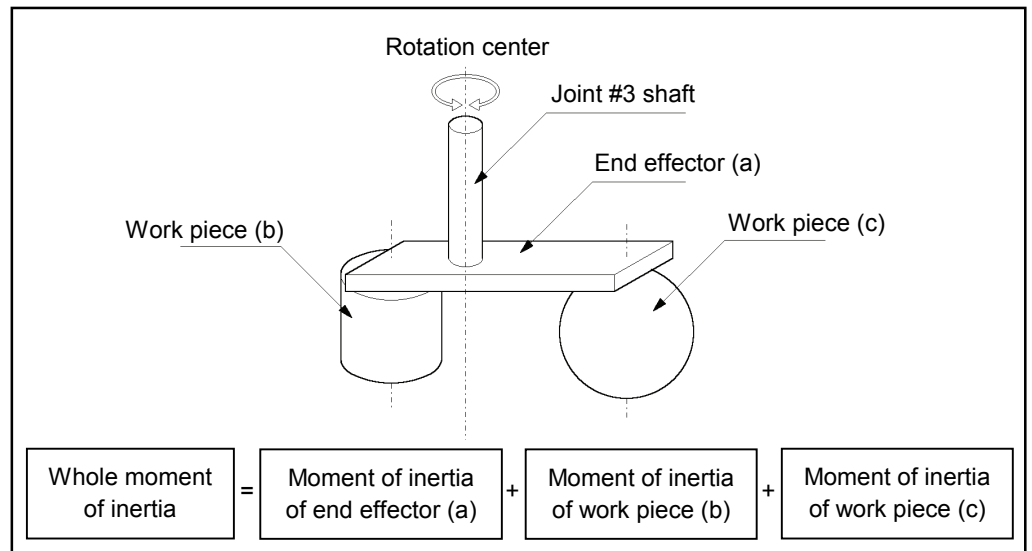 Rotation center
Joint #3 shaft
End effector (a)
Work piece (b)
Work piece (c)
Whole moment
of inertia
=
Moment of inertia
of end effector (a)
+
Moment of inertia
of work piece (b)
+
Moment of inertia
of work piece (c)